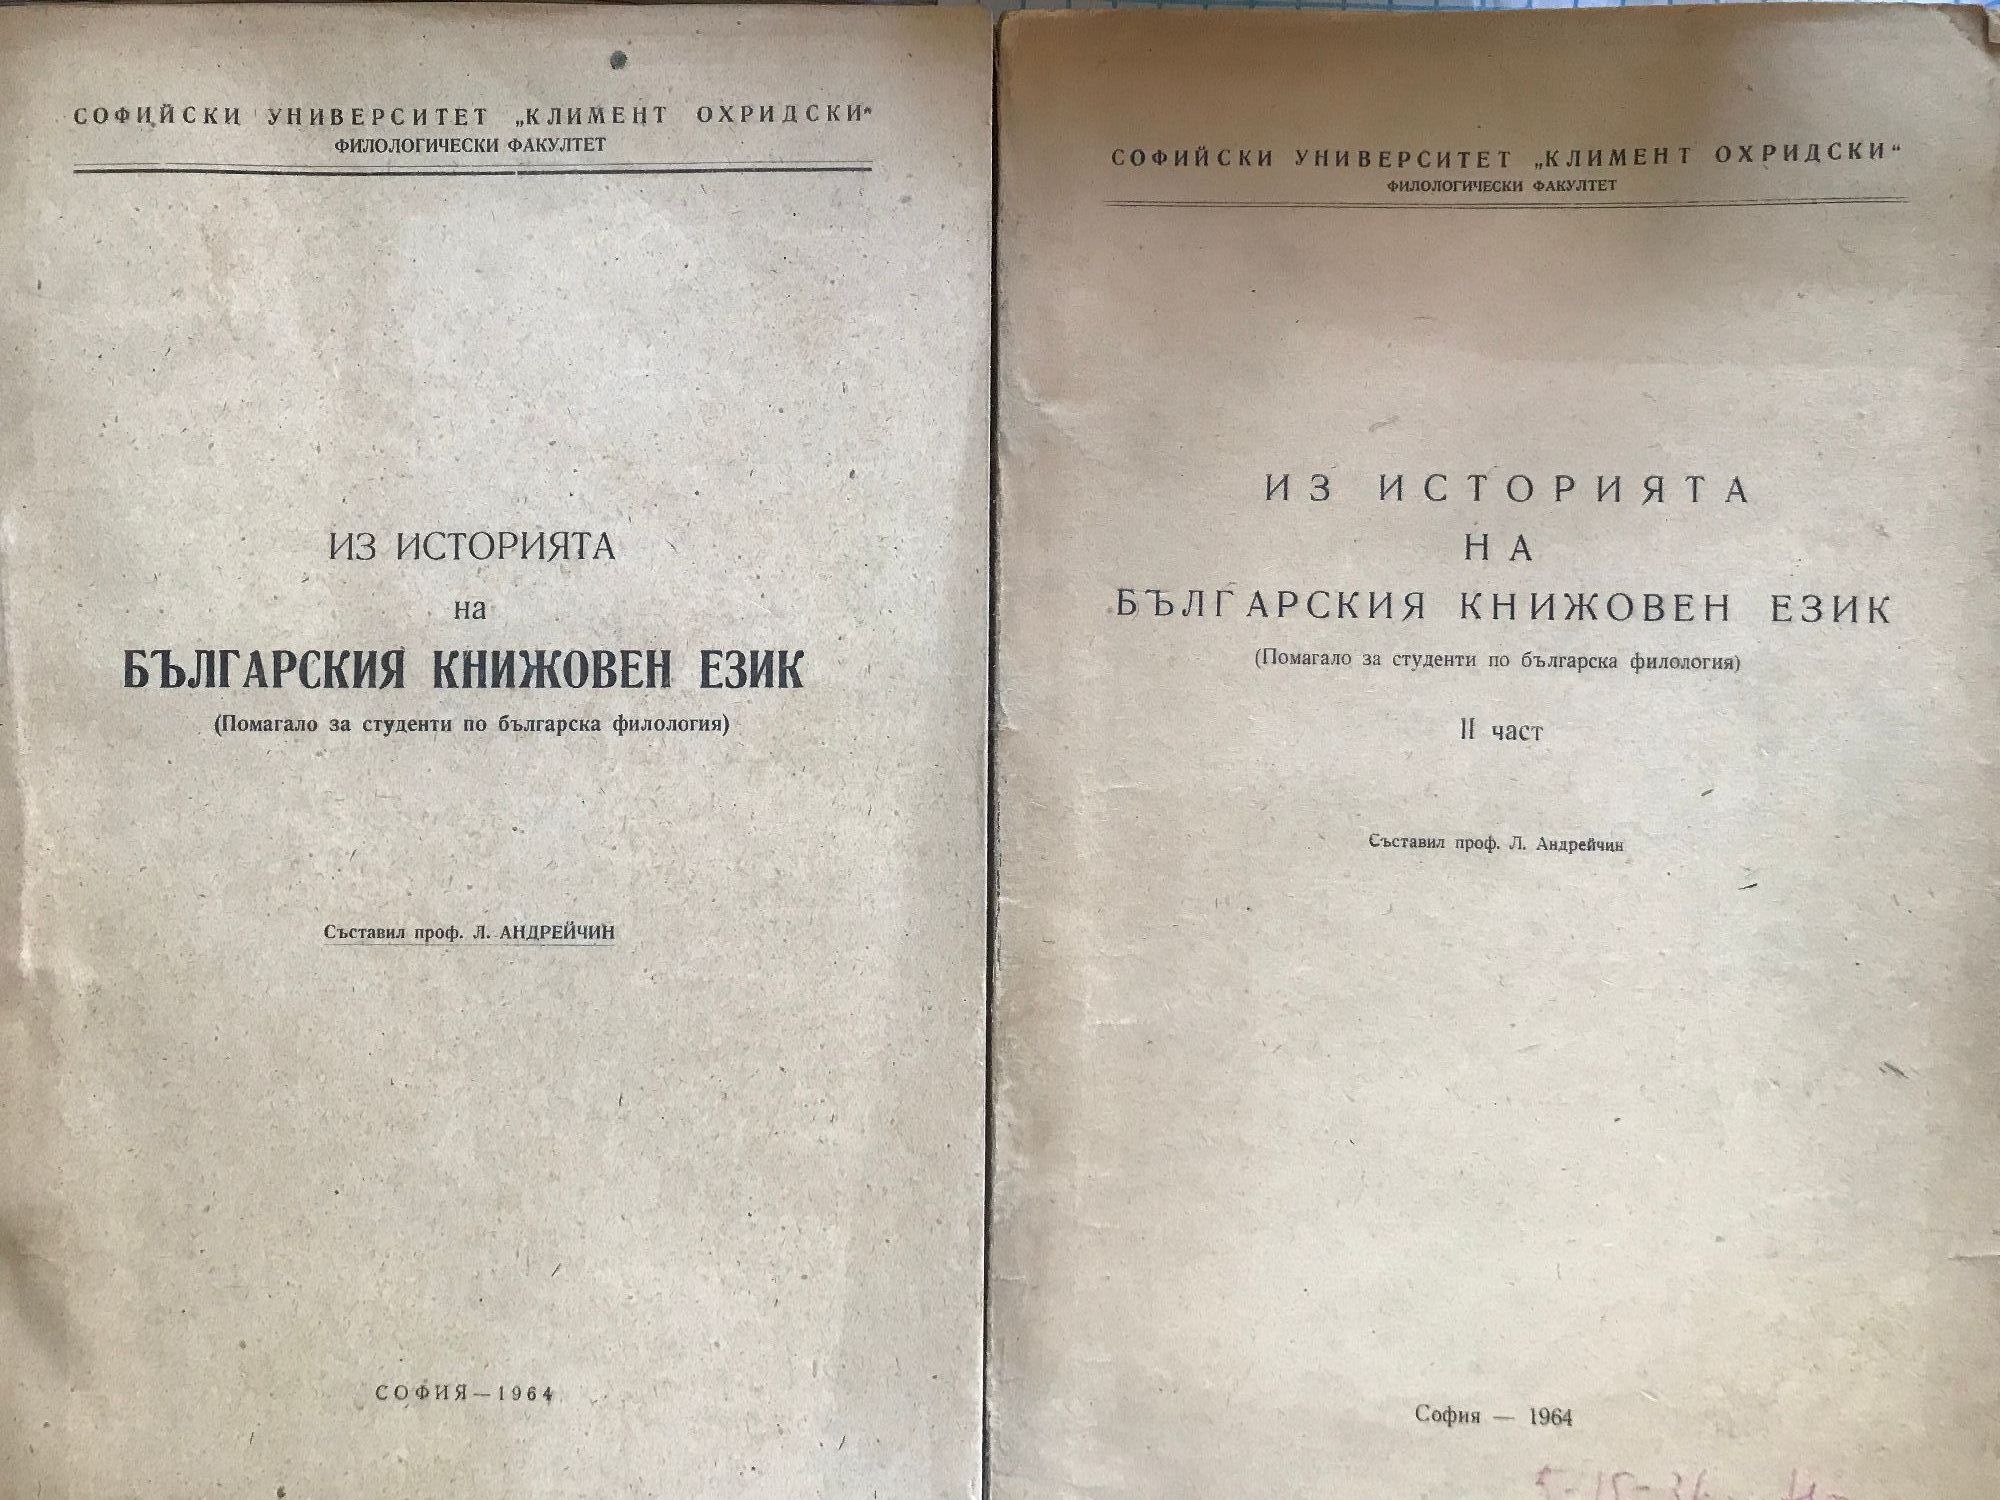 СОФИЙСКИ УНИВЕРСИТЕТ „КЛИМЕНТ ОХРИДСКИ“
ФИЛОЛОГИЧЕСКИ ФАКУЛТЕТ
ИЗ ИСТОРИЯТА
на
БЪЛГАРСКИЯ КНИЖОВЕН ЕЗИК
(Помагало за студенти по българска филология)
Съставил проф. Л. АНДРЕЙЧИН
СОФИЯ — 1964
СОФИЙСКИ УНИВЕРСИТЕТ „КЛИМЕНТ ОХРИДСКИ“
ФИЛОЛОГИЧЕСКИ ФАКУЛТЕТ
ИЗ ИСТОРИЯТА
НА
БЪЛГАРСКИЯ КНИЖОВЕН ЕЗИК
(Помагало за студенти по българска филология)
II част
Съставил проф. Л. Андрейчин
София — 1964